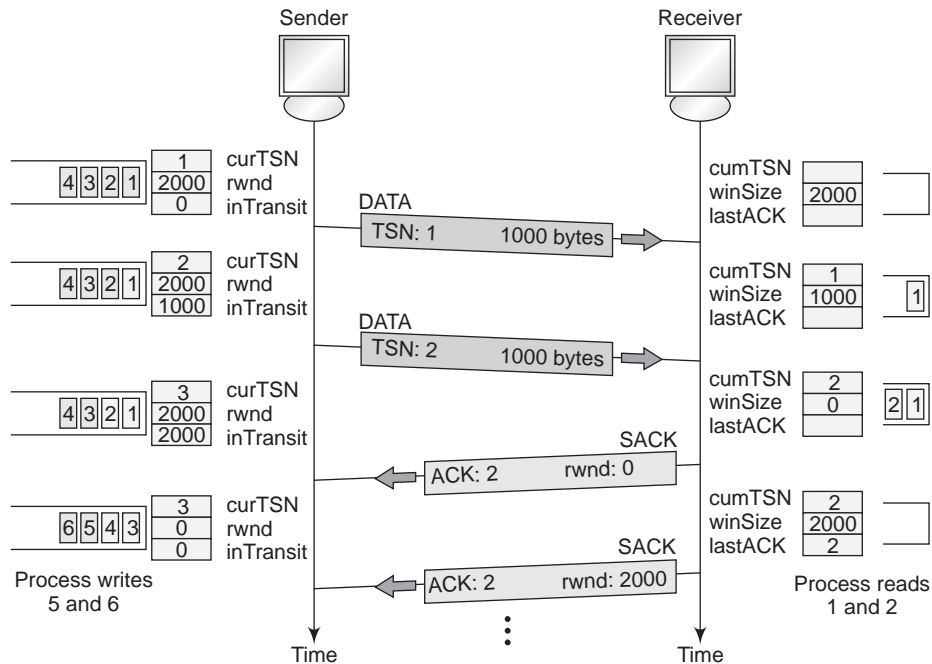 Sender
Receiver
4 3 2 1
1 curTSN
2000 rwnd
0 inTransit
cumTSN
winSize 2000
lastACK
DATA
TSN: 1 1000 bytes
4 3 2 1
2 curTSN
2000 rwnd
1000 inTransit
cumTSN 1
winSize 1000
lastACK
1
DATA
TSN: 2 1000 bytes
4 3 2 1
3 curTSN
2000 rwnd
2000 inTransit
cumTSN 2
winSize 0
lastACK
2 1
SACK
ACK: 2 rwnd: 0
6 5 4 3
3 curTSN
0 rwnd
0 inTransit
Process writes
5 and 6
cumTSN 2
winSize 2000
lastACK 2
SACK
ACK: 2 rwnd: 2000
Process reads
1 and 2
Time
Time